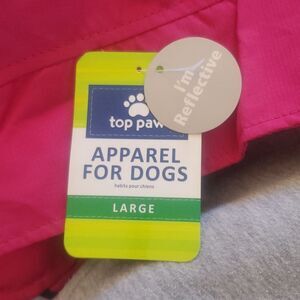 I'm
Reflective
top paw
APPAREL
FOR DOGS
habits pour chiens
LARGE